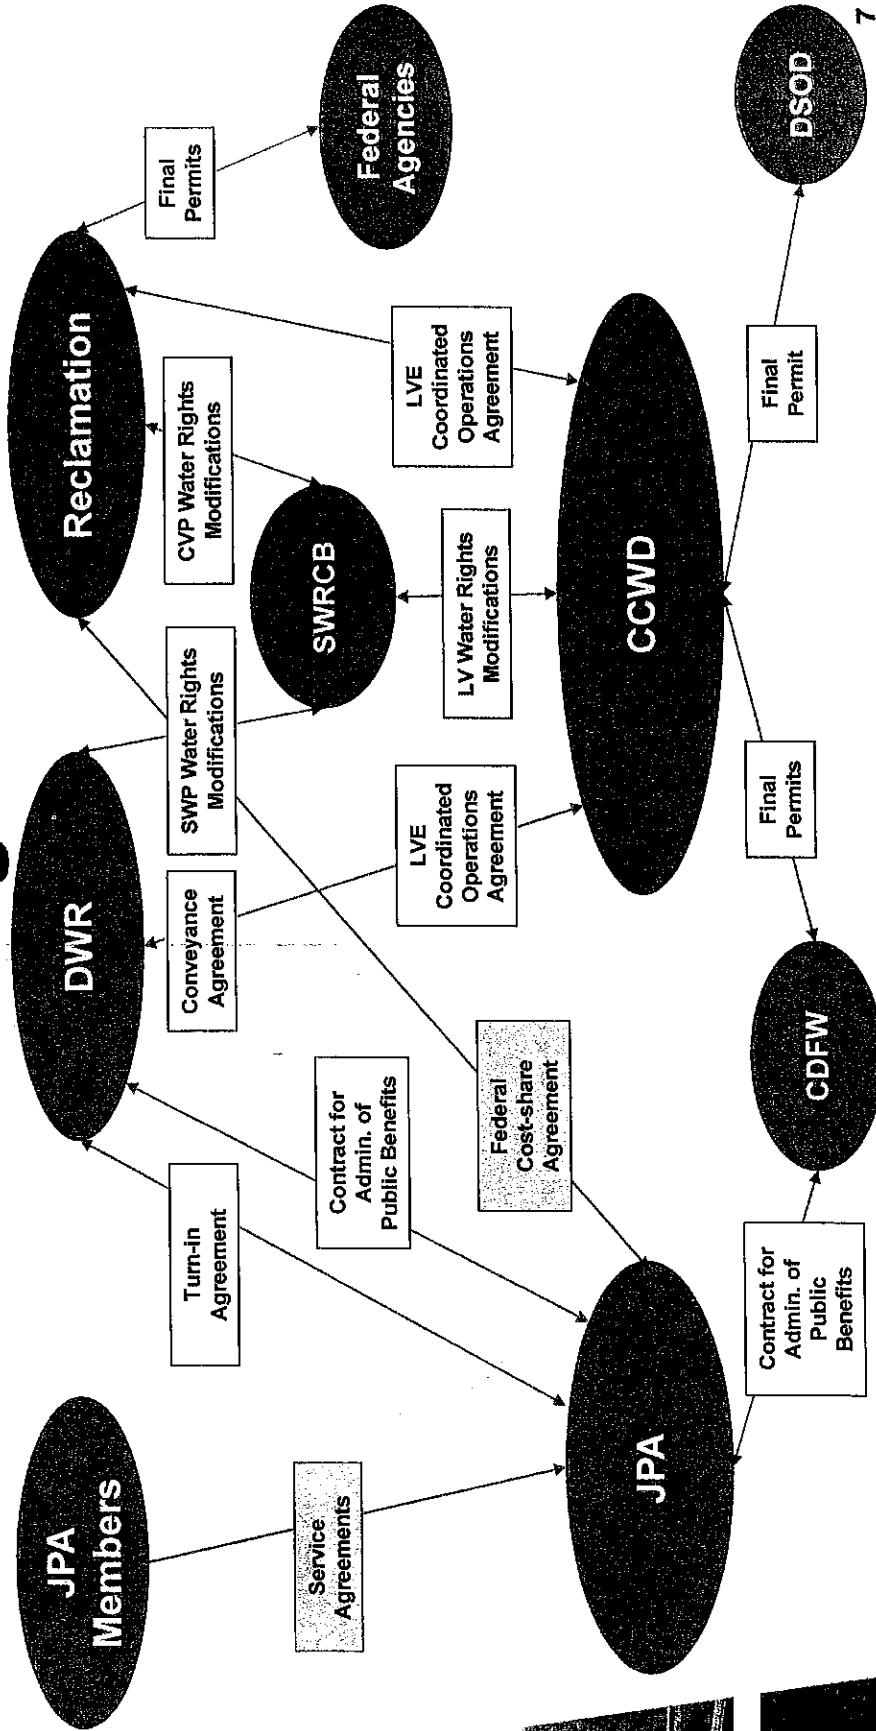 JPA
Members
DWR
Reclamation
Final
Permits
Federal
Agencies
Turn-in
Agreement
Conveyance
Agreement
SWP Water Rights
Modifications
CVP Water Rights
Modifications
SWRCB
Service
Agreements
Contract for
Admin. of
Public Benefits
LVE
Coordinated
Operations
Agreement
LV Water Rights
Modifications
LVE
Coordinated
Operations
Agreement
Federal
Cost-share
Agreement
JPA
CCWD
Contract for
Admin. of
Public
Benefits
CDFW
Final
Permits
Final
Permit
DSOD
7